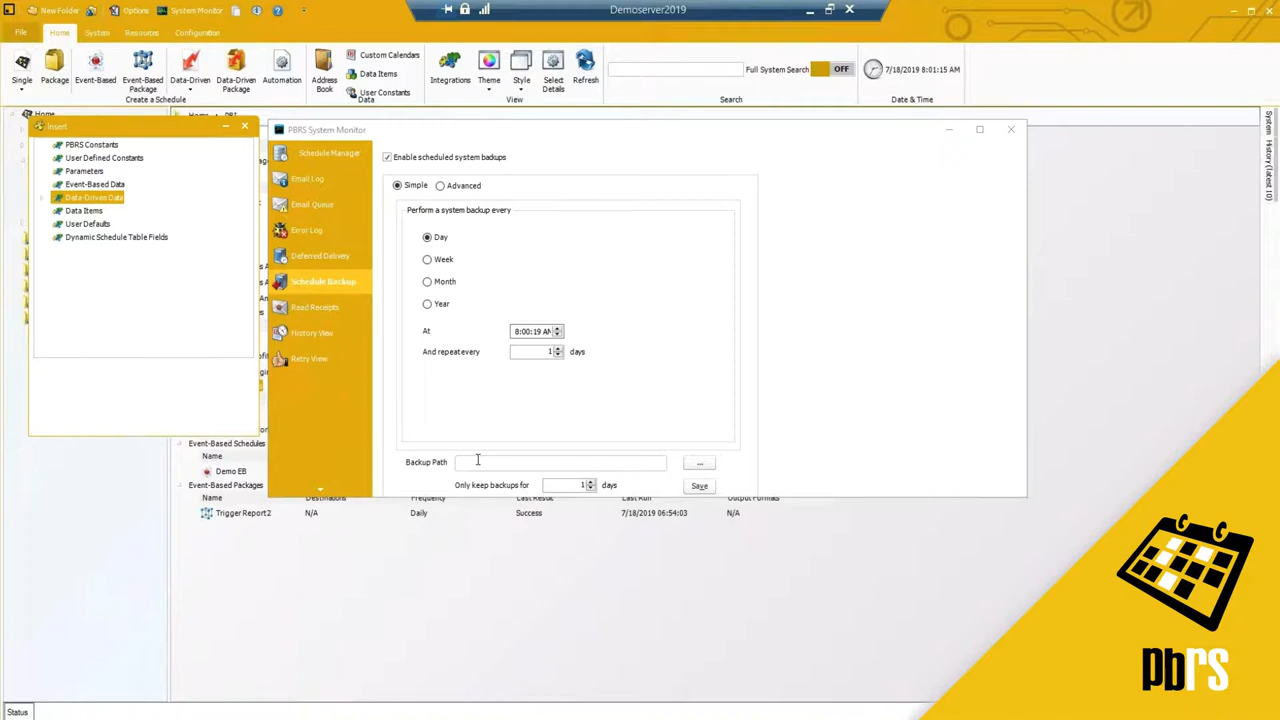 New Folder Options System Monitor
Demoserver2019
File Home System Resources Configuration
Single Package Event-Based Event-Based Package Data-Driven Data-Driven Package Automation
Create a Schedule
Address Book Custom Calendars
Data Items
User Constants
Data
Integrations Theme Style Select Details Refresh
View
Full System Search OFF
Search
7/18/2019 8:01:15 AM
Date & Time
Home
System History (latest 10)
Insert
PBRS Constants
User Defined Constants
Parameters
Event-Based Data
Data-Driven Data
Data Items
User Defaults
Dynamic Schedule Table Fields
PBRS System Monitor
Schedule Manager
Email Log
Email Queue
Error Log
Deferred Delivery
Schedule Backup
Read Receipts
History View
Retry View
Enable scheduled system backups
Simple Advanced
Perform a system backup every
Day
Week
Month
Year
At 8:00:19 AM
And repeat every 1 days
Backup Path ...
Only keep backups for 1 days Save
Event-Based Schedules
Name
Demo EB
Event-Based Packages
Name Destinations Frequency Last Result Last Run Output Formats
Trigger Report2 N/A Daily Success 7/18/2019 06:54:03 N/A
pbrs
Status